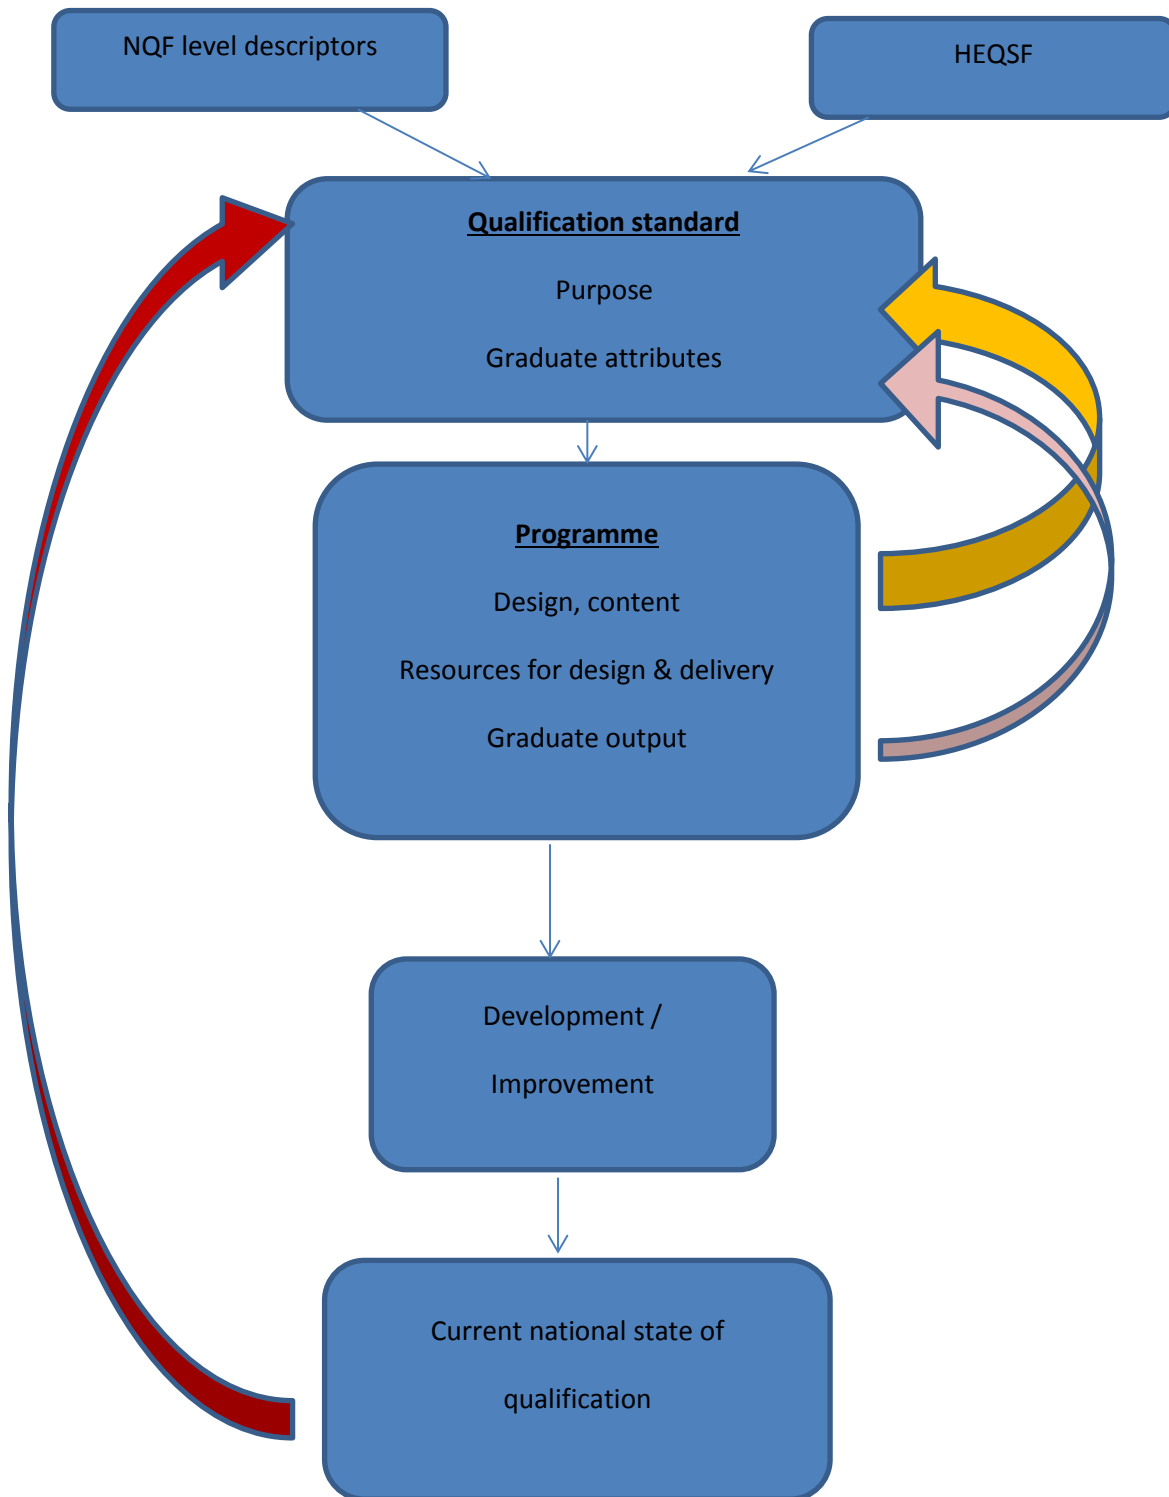 NQF level descriptors
HEQSF
Qualification standard
Purpose
Graduate attributes
Programme
Design, content
Resources for design & delivery
Graduate output
Development /
Improvement
Current national state of
qualification